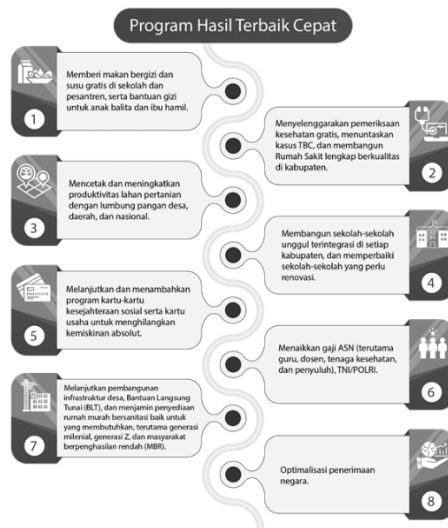 Program Hasil Terbaik Cepat
Memberi makan bergizi dan
susu gratis di sekolah dan
pesantren, serta bantuan gizi
untuk anak balita dan ibu hamil.
1
Menyelenggarakan pemeriksaan
kesehatan gratis, menuntaskan
kasus TBC, dan membangun
Rumah Sakit lengkap berkualitas
di kabupaten.
2
Mencetak dan meningkatkan
produktivitas lahan pertanian
dengan lumbung pangan desa,
daerah, dan nasional.
3
Membangun sekolah-sekolah
unggul terintegrasi di setiap
kabupaten, dan memperbaiki
sekolah-sekolah yang perlu
renovasi.
4
Melanjutkan dan menambahkan
program kartu-kartu
kesejahteraan sosial serta kartu
usaha untuk menghilangkan
kemiskinan absolut.
5
Menaikkan gaji ASN (terutama
guru, dosen, tenaga kesehatan,
dan penyuluh), TNI/POLRI.
6
Melanjutkan pembangunan
infrastruktur desa, Bantuan Langsung
Tunai (BLT), dan menjamin penyediaan
rumah murah bersanitasi baik untuk
yang membutuhkan, terutama generasi
milenial, generasi Z, dan masyarakat
berpenghasilan rendah (MBR).
7
Optimalisasi penerimaan
negara.
8